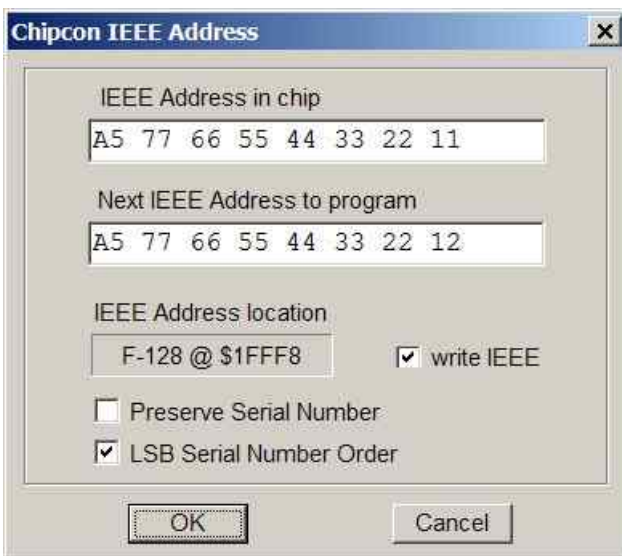 Chipcon IEEE Address
IEEE Address in chip
A5 77 66 55 44 33 22 11
Next IEEE Address to program
A5 77 66 55 44 33 22 12
IEEE Address location
F-128 @ $1FFF8
write IEEE
Preserve Serial Number
LSB Serial Number Order
OK
Cancel